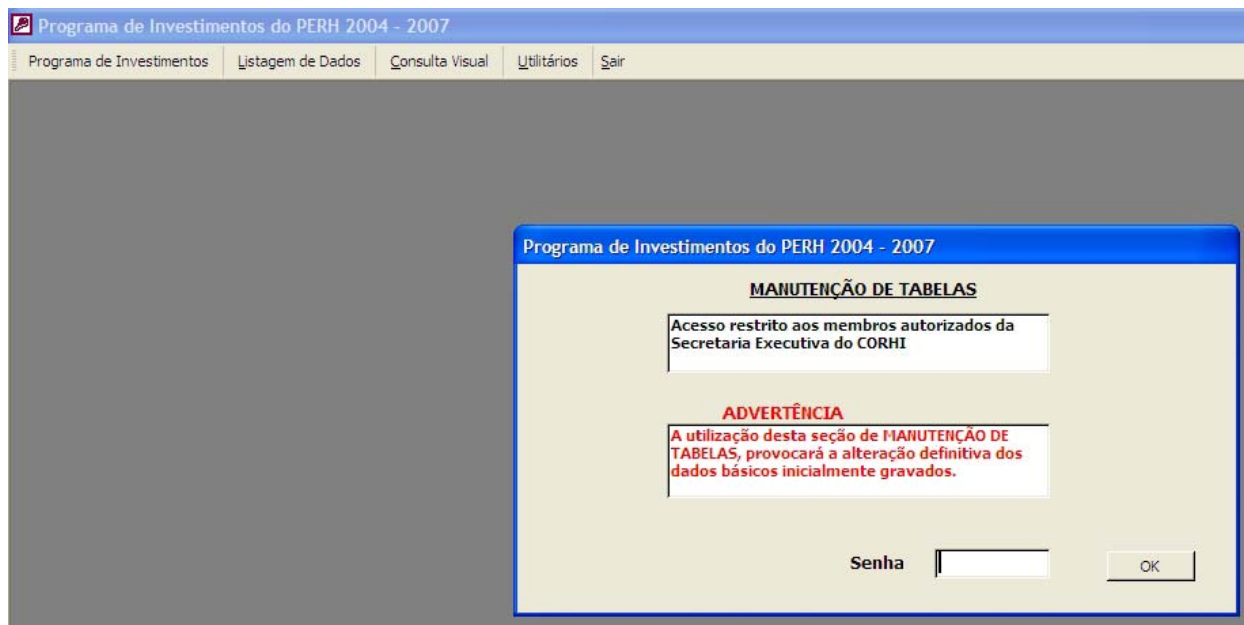 Programa de Investimentos do PERH 2004 - 2007
Programa de Investimentos Listagem de Dados Consulta Visual Utilitários Sair
Programa de Investimentos do PERH 2004 - 2007
MANUTENÇÃO DE TABELAS
Acesso restrito aos membros autorizados da
Secretaria Executiva do CORHI
ADVERTÊNCIA
A utilização desta seção de MANUTENÇÃO DE
TABELAS, provocará a alteração definitiva dos
dados básicos inicialmente gravados.
Senha OK